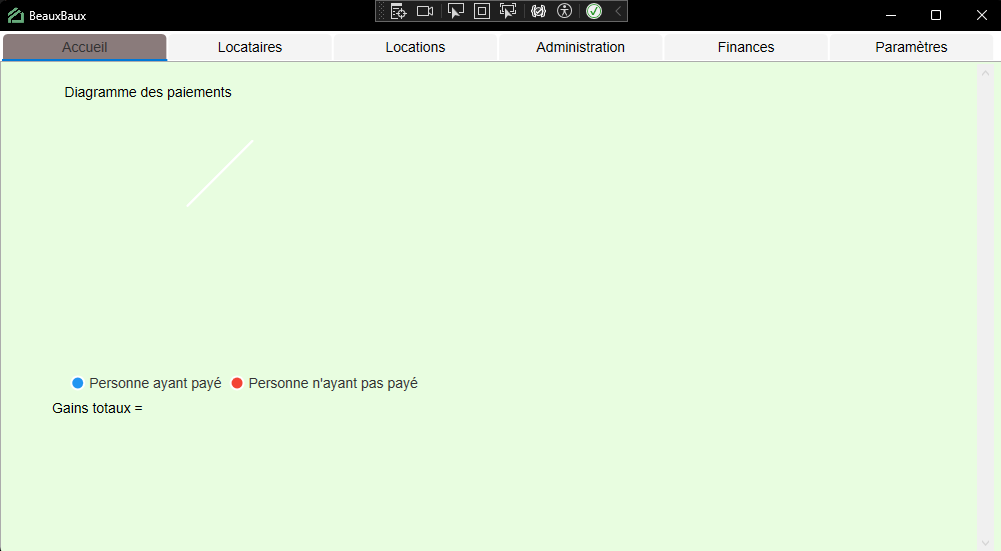 BeauxBaux
Accueil Locataires Locations Administration Finances Paramètres
Diagramme des paiements
Personne ayant payé Personne n'ayant pas payé
Gains totaux =